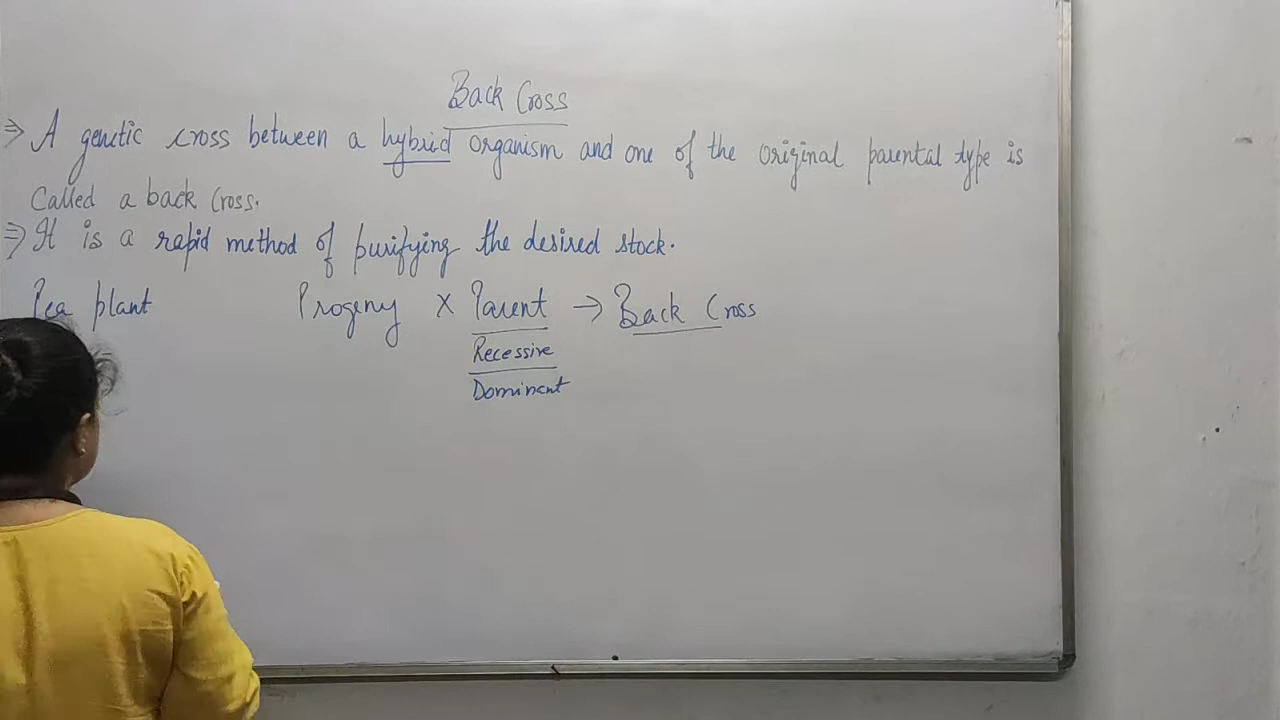 Back Cross
⇒ A genetic cross between a hybrid organism and one of the original parental type is
Called a back Cross.
⇒ It is a rapid method of purifying the desired stock.
Pea plant Progeny × Parent → Back Cross
Recessive
Dominent